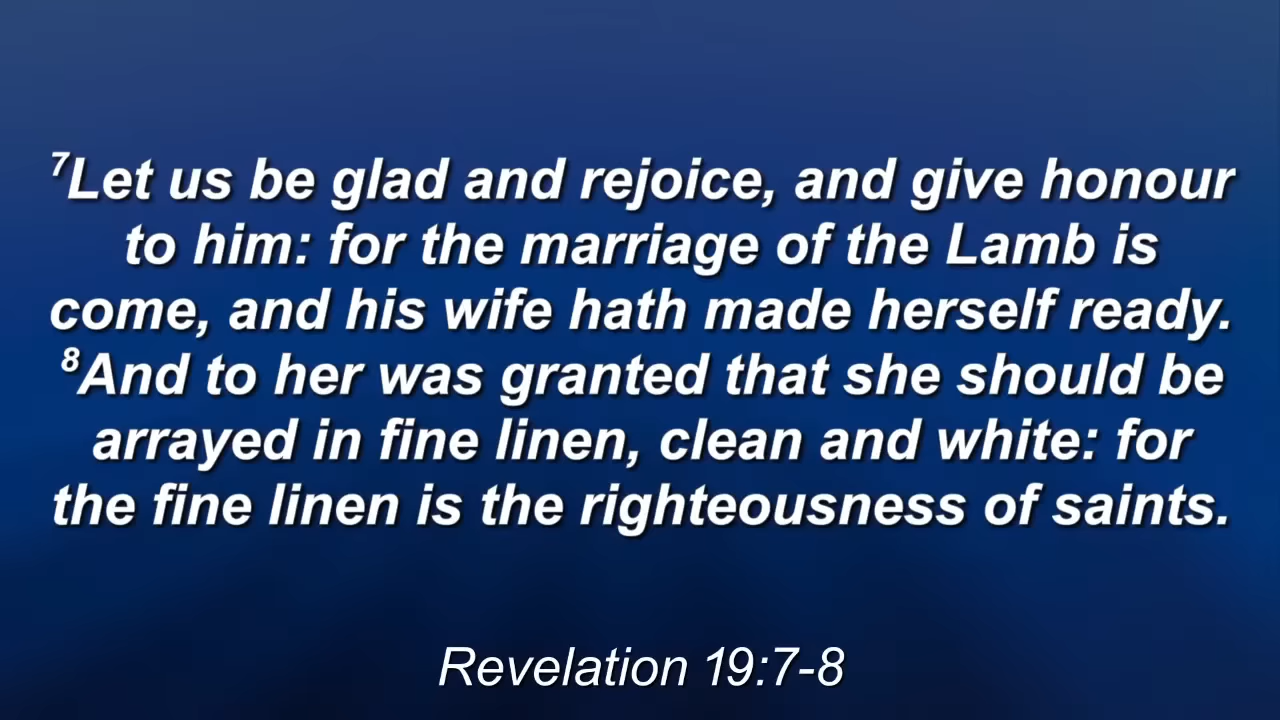 ⁷Let us be glad and rejoice, and give honour
to him: for the marriage of the Lamb is
come, and his wife hath made herself ready.
⁸And to her was granted that she should be
arrayed in fine linen, clean and white: for
the fine linen is the righteousness of saints.
Revelation 19:7-8